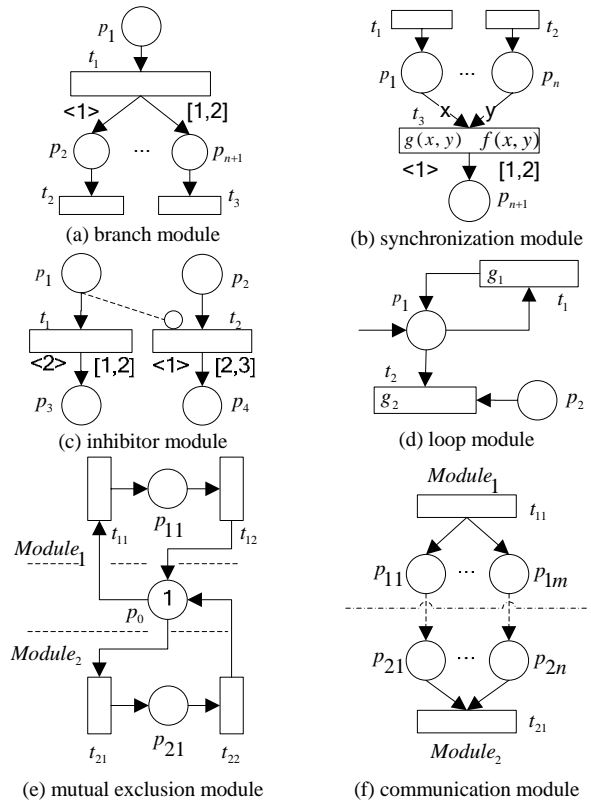 p1
t1
<1> [1,2]
p2 ... pn+1
t2 t3
(a) branch module
t1 t2
p1 ... pn
x y
t3
g(x, y) f(x, y)
<1> [1,2]
pn+1
(b) synchronization module
p1 p2
t1 t2
<2> [1,2] <1> [2,3]
p3 p4
(c) inhibitor module
g1
p1 t1
t2
g2 p2
(d) loop module
p11
t11 t12
Module1
1
p0
Module2
p21
t21 t22
(e) mutual exclusion module
Module1
t11
p11 ... p1m
p21 ... p2n
t21
Module2
(f) communication module